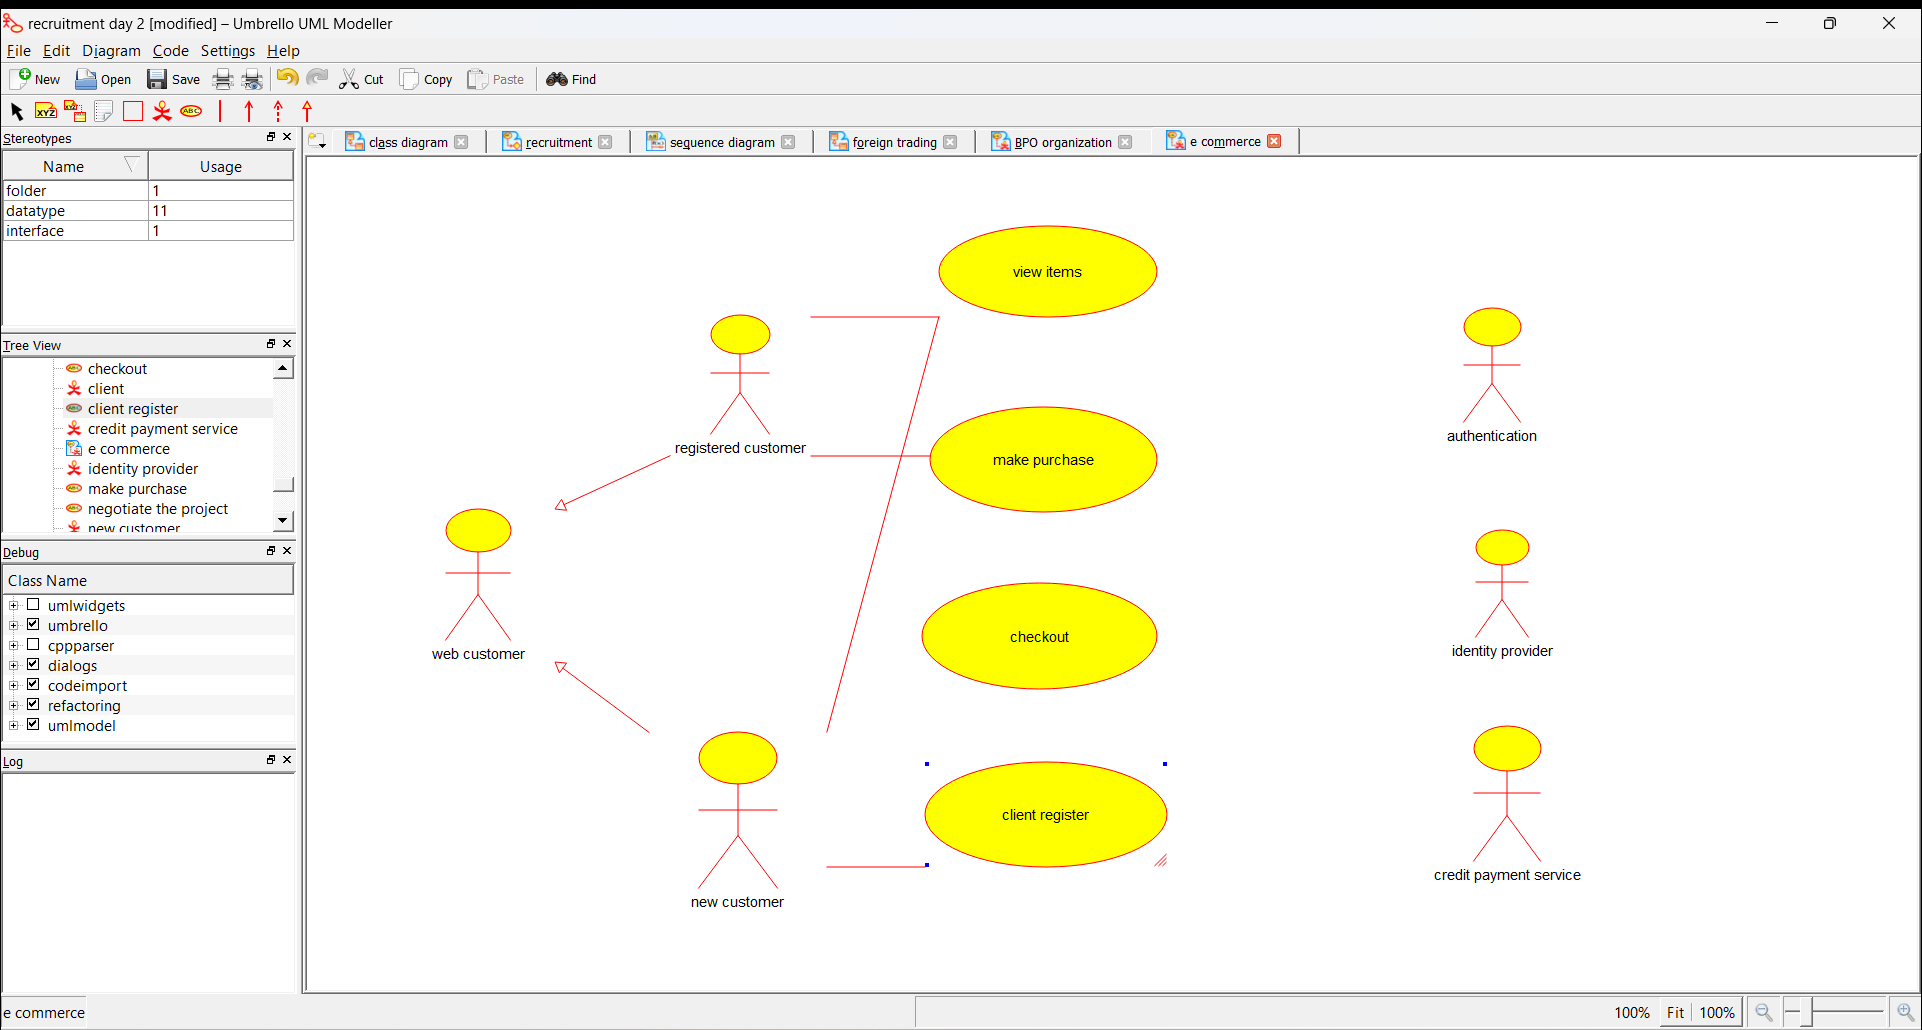 recruitment day 2 [modified] – Umbrello UML Modeller
File Edit Diagram Code Settings Help
New Open Save Cut Copy Paste Find
XYZ XYZ ABC
Stereotypes
Name Usage
folder 1
datatype 11
interface 1
Tree View
checkout
client
client register
credit payment service
e commerce
identity provider
make purchase
negotiate the project
new customer
Debug
Class Name
umlwidgets
umbrello
cppparser
dialogs
codeimport
refactoring
umlmodel
Log
class diagram recruitment sequence diagram foreign trading BPO organization e commerce
view items
registered customer
make purchase
authentication
web customer
checkout
identity provider
client register
new customer
credit payment service
e commerce
100% Fit 100%